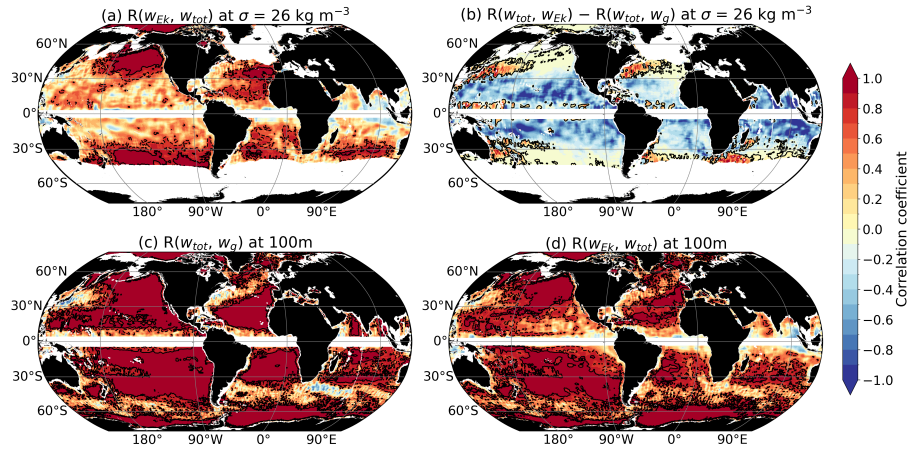 (a) R(w_Ek, w_tot) at σ = 26 kg m⁻³
(b) R(w_tot, w_Ek) − R(w_tot, w_g) at σ = 26 kg m⁻³
60°N
30°N
0°
30°S
60°S
180°
90°W
0°
90°E
60°N
30°N
0°
30°S
60°S
180°
90°W
0°
90°E
(c) R(w_tot, w_g) at 100m
(d) R(w_Ek, w_tot) at 100m
60°N
30°N
0°
30°S
60°S
180°
90°W
0°
90°E
60°N
30°N
0°
30°S
60°S
180°
90°W
0°
90°E
1.0
0.8
0.6
0.4
0.2
0.0
−0.2
−0.4
−0.6
−0.8
−1.0
Correlation coefficient